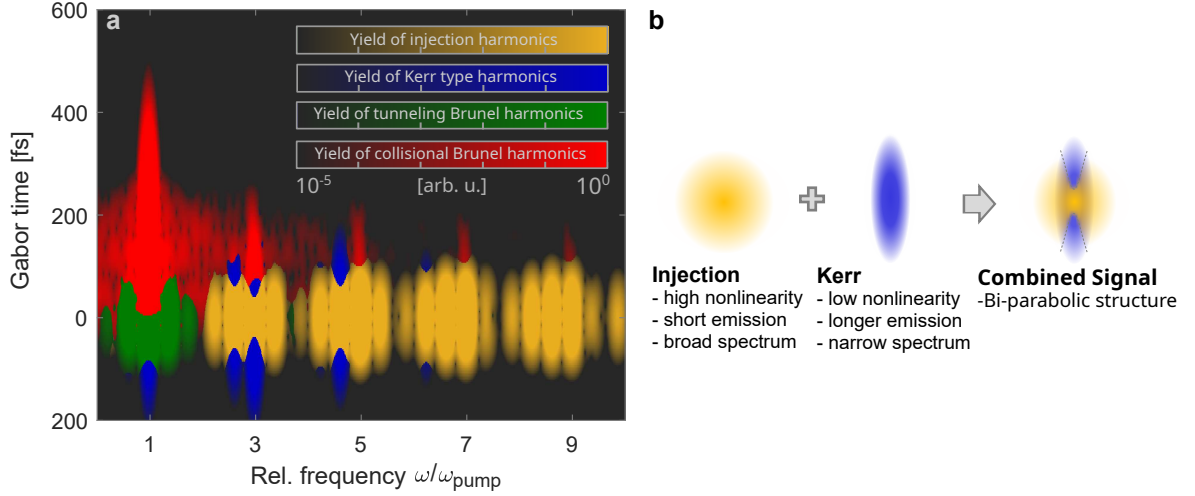 a
600
400
200
0
200
Gabor time [fs]
Yield of injection harmonics
Yield of Kerr type harmonics
Yield of tunneling Brunel harmonics
Yield of collisional Brunel harmonics
10^-5 [arb. u.] 10^0
1 3 5 7 9
Rel. frequency ω/ω_pump
b
Injection
- high nonlinearity
- short emission
- broad spectrum
Kerr
- low nonlinearity
- longer emission
- narrow spectrum
Combined Signal
-Bi-parabolic structure